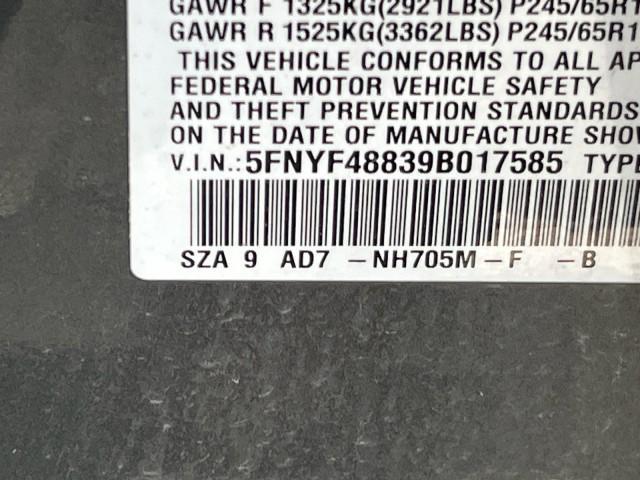 GAWR F 1325KG(2921LBS) P245/65R1
GAWR R 1525KG(3362LBS) P245/65R1
THIS VEHICLE CONFORMS TO ALL AP
FEDERAL MOTOR VEHICLE SAFETY
AND THEFT PREVENTION STANDARDS
ON THE DATE OF MANUFACTURE SHO
V.I.N.: 5FNYF48839B017585 TYPE
SZA 9 AD7 -NH705M-F -B